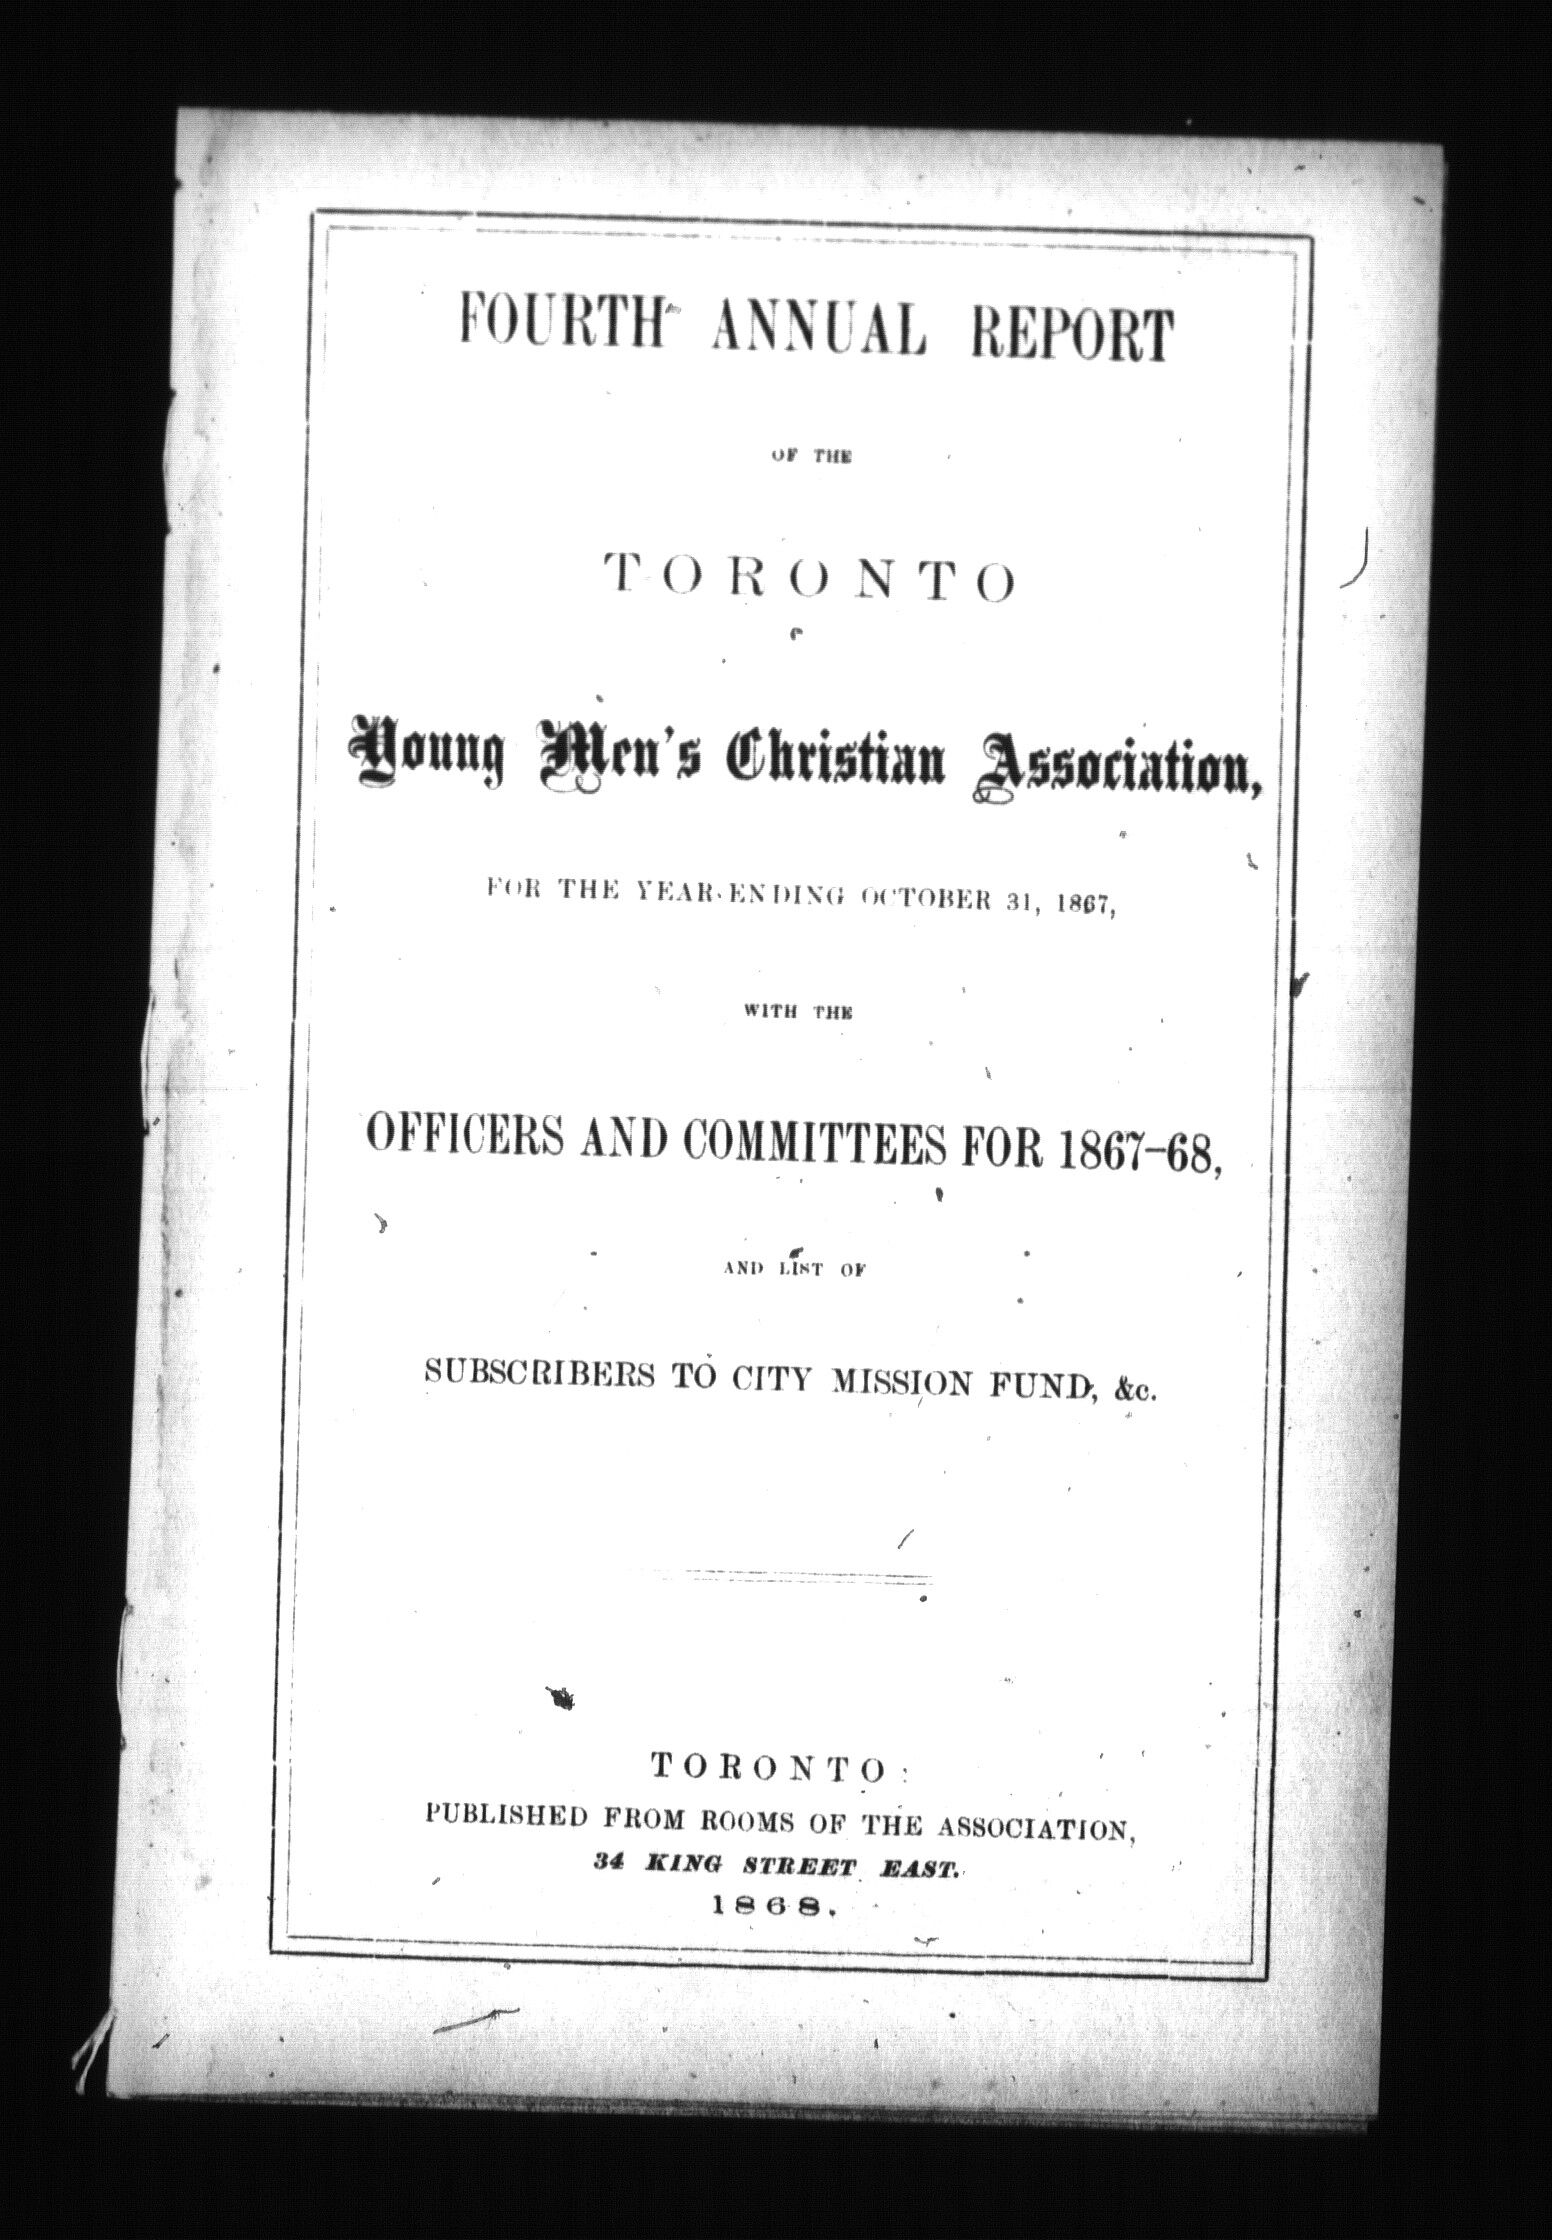 FOURTH ANNUAL REPORT
OF THE
TORONTO
Young Men's Christian Association,
FOR THE YEAR ENDING OCTOBER 31, 1867,
WITH THE
OFFICERS AND COMMITTEES FOR 1867-68,
AND LIST OF
SUBSCRIBERS TO CITY MISSION FUND, &c.
TORONTO:
PUBLISHED FROM ROOMS OF THE ASSOCIATION,
34 KING STREET EAST.
1868.